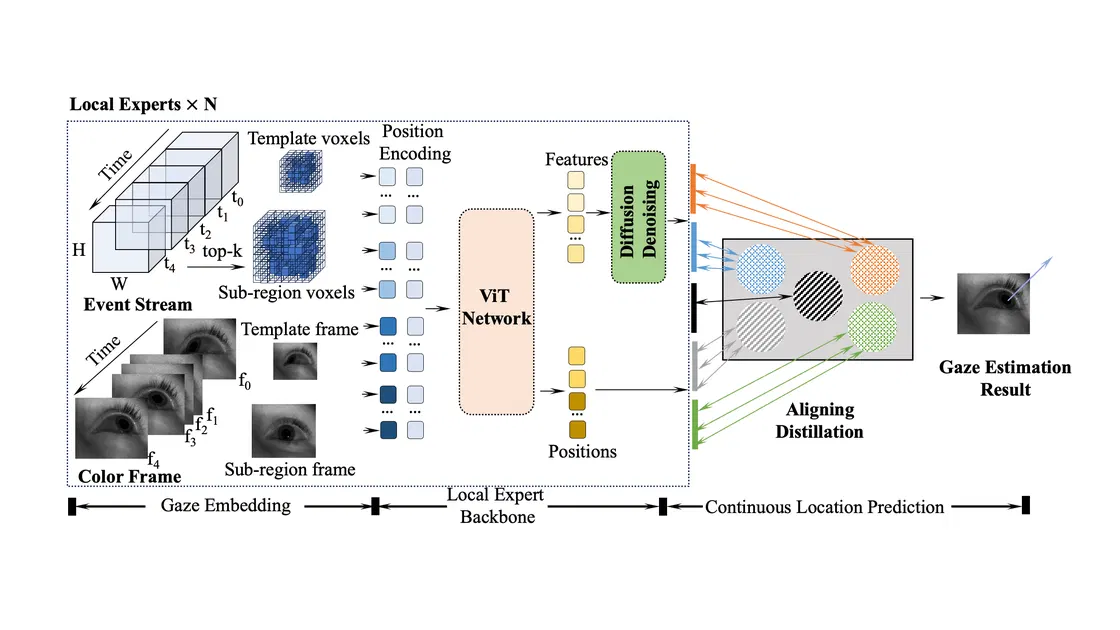 Local Experts × N
Time
H
W
t0
t1
t2
t3
t4
Event Stream
Template voxels
top-k
Sub-region voxels
Time
f0
f1
f2
f3
f4
Color Frame
Template frame
Sub-region frame
Position
Encoding
...
...
...
...
...
...
...
...
ViT
Network
Features
...
Diffusion
Denoising
...
Positions
Aligning
Distillation
Gaze Estimation
Result
Gaze Embedding
Local Expert
Backbone
Continuous Location Prediction